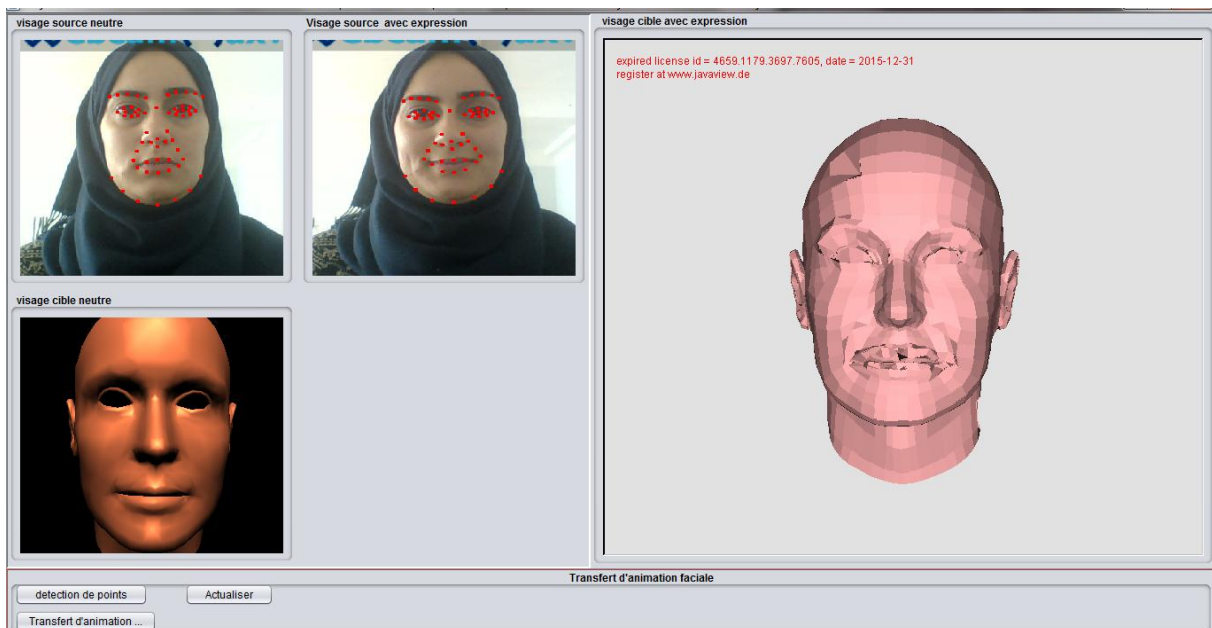 visage source neutre
Visage source avec expression
visage cible avec expression
expired license id = 4659.1179.3697.7605, date = 2015-12-31
register at www.javaview.de
visage cible neutre
Transfert d'animation faciale
detection de points
Actualiser
Transfert d'animation ...